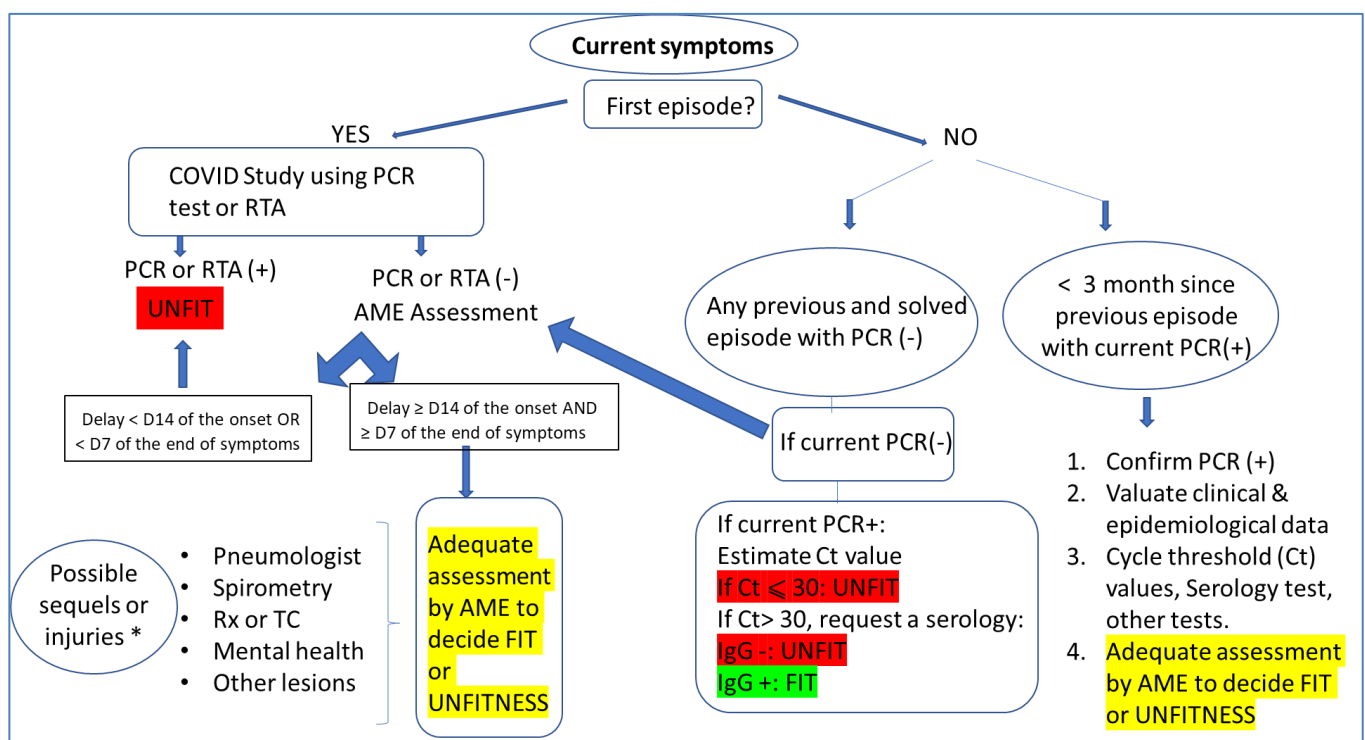 Current symptoms
First episode?
YES
NO
COVID Study using PCR
test or RTA
PCR or RTA (+)
UNFIT
PCR or RTA (-)
AME Assessment
Any previous and solved
episode with PCR (-)
< 3 month since
previous episode
with current PCR(+)
Delay < D14 of the onset OR
< D7 of the end of symptoms
Delay ≥ D14 of the onset AND
≥ D7 of the end of symptoms
If current PCR(-)
Possible
sequels or
injuries *
• Pneumologist
• Spirometry
• Rx or TC
• Mental health
• Other lesions
Adequate
assessment
by AME to
decide FIT
or
UNFITNESS
If current PCR+:
Estimate Ct value
If Ct ⩽ 30: UNFIT
If Ct> 30, request a serology:
IgG -: UNFIT
IgG +: FIT
1. Confirm PCR (+)
2. Valuate clinical &
epidemiological data
3. Cycle threshold (Ct)
values, Serology test,
other tests.
4. Adequate assessment
by AME to decide FIT
or UNFITNESS